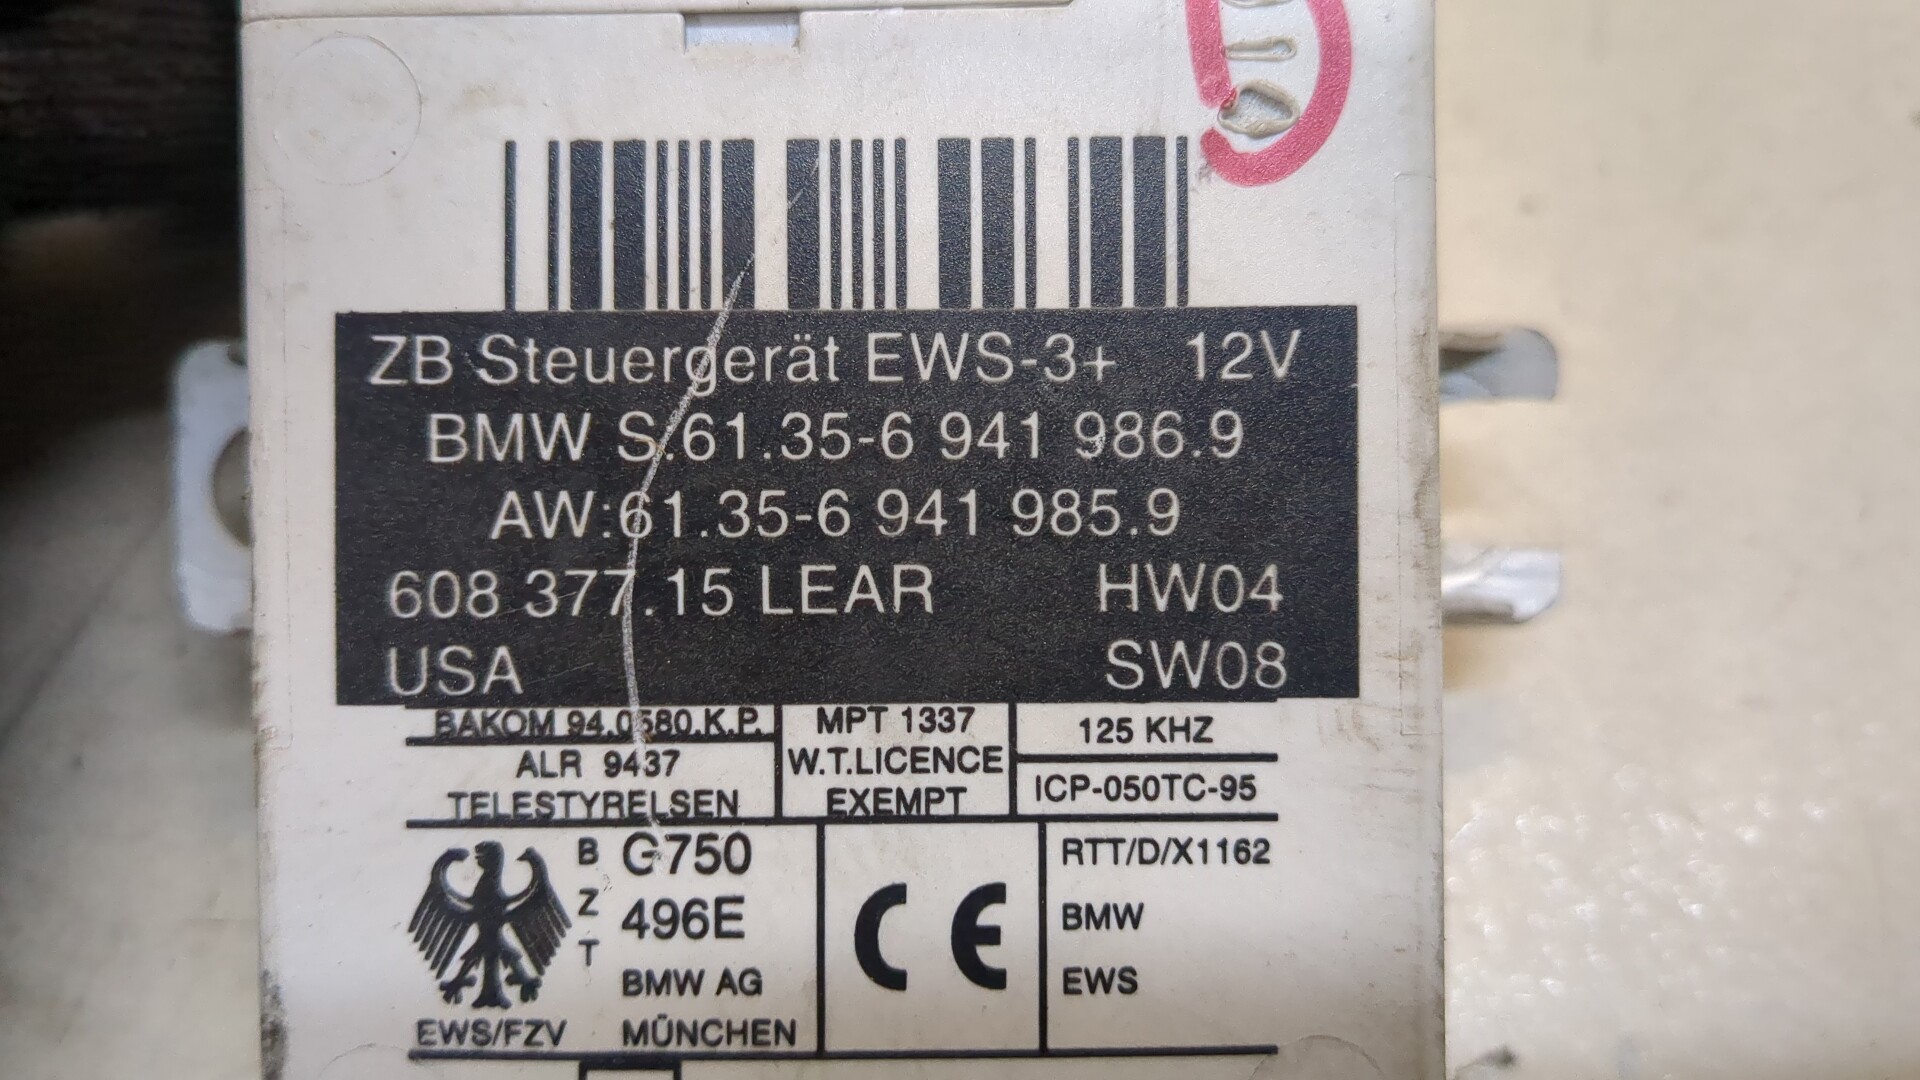 ZB Steuergerät EWS-3+ 12V
BMW S.61.35-6 941 986.9
AW:61.35-6 941 985.9
608 377.15 LEAR HW04
USA SW08
BAKOM 94.0580.K.P. MPT 1337 125 KHZ
ALR 9437 W.T.LICENCE
TELESTYRELSEN EXEMPT ICP-050TC-95
BZT G750 CE RTT/D/X1162
496E BMW
BMW AG EWS
EWS/FZV MÜNCHEN